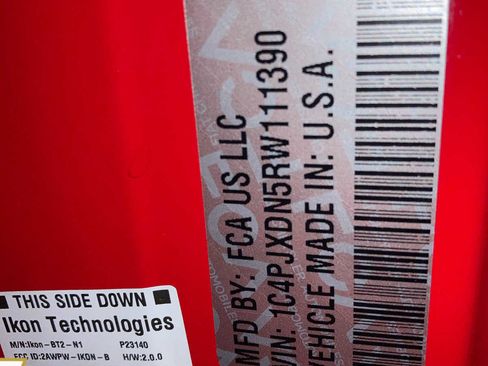 MFD BY: FCA US LLC
VIN: 1C4PJXDN5RW111390
VEHICLE MADE IN: U.S.A.
THIS SIDE DOWN
Ikon Technologies
M/N:Ikon-BT2-N1 P23140
FCC ID:2AWPW-IKON-B H/W:2.0.0